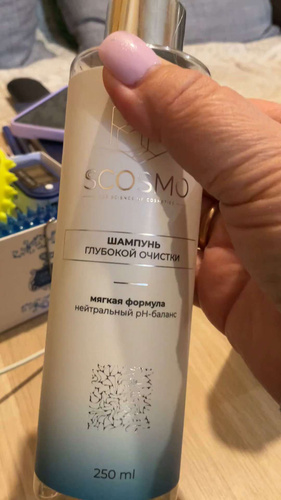 SCOSMO
ШАМПУНЬ
ГЛУБОКОЙ ОЧИСТКИ
мягкая формула
нейтральный pH-баланс
250 ml